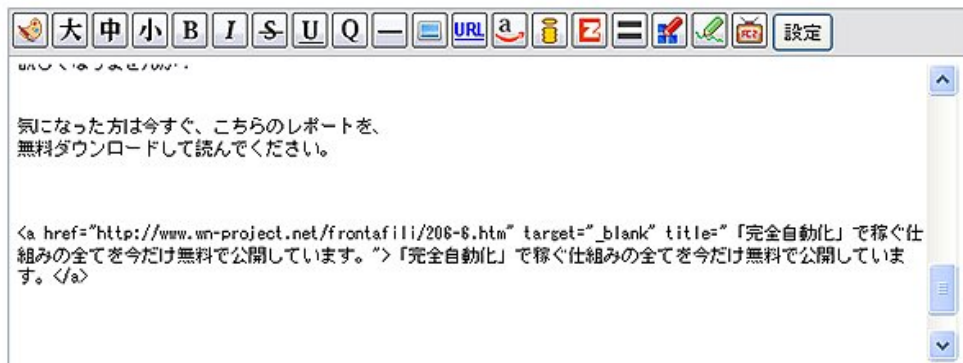 大 中 小 B I S U Q URL a 設定
気になった方は今すぐ、こちらのレポートを、
無料ダウンロードして読んでください。
<a href="http://www.wn-project.net/frontafili/206-6.htm" target="_blank" title="「完全自動化」で稼ぐ仕
組みの全てを今だけ無料で公開しています。">「完全自動化」で稼ぐ仕組みの全てを今だけ無料で公開していま
す。</a>